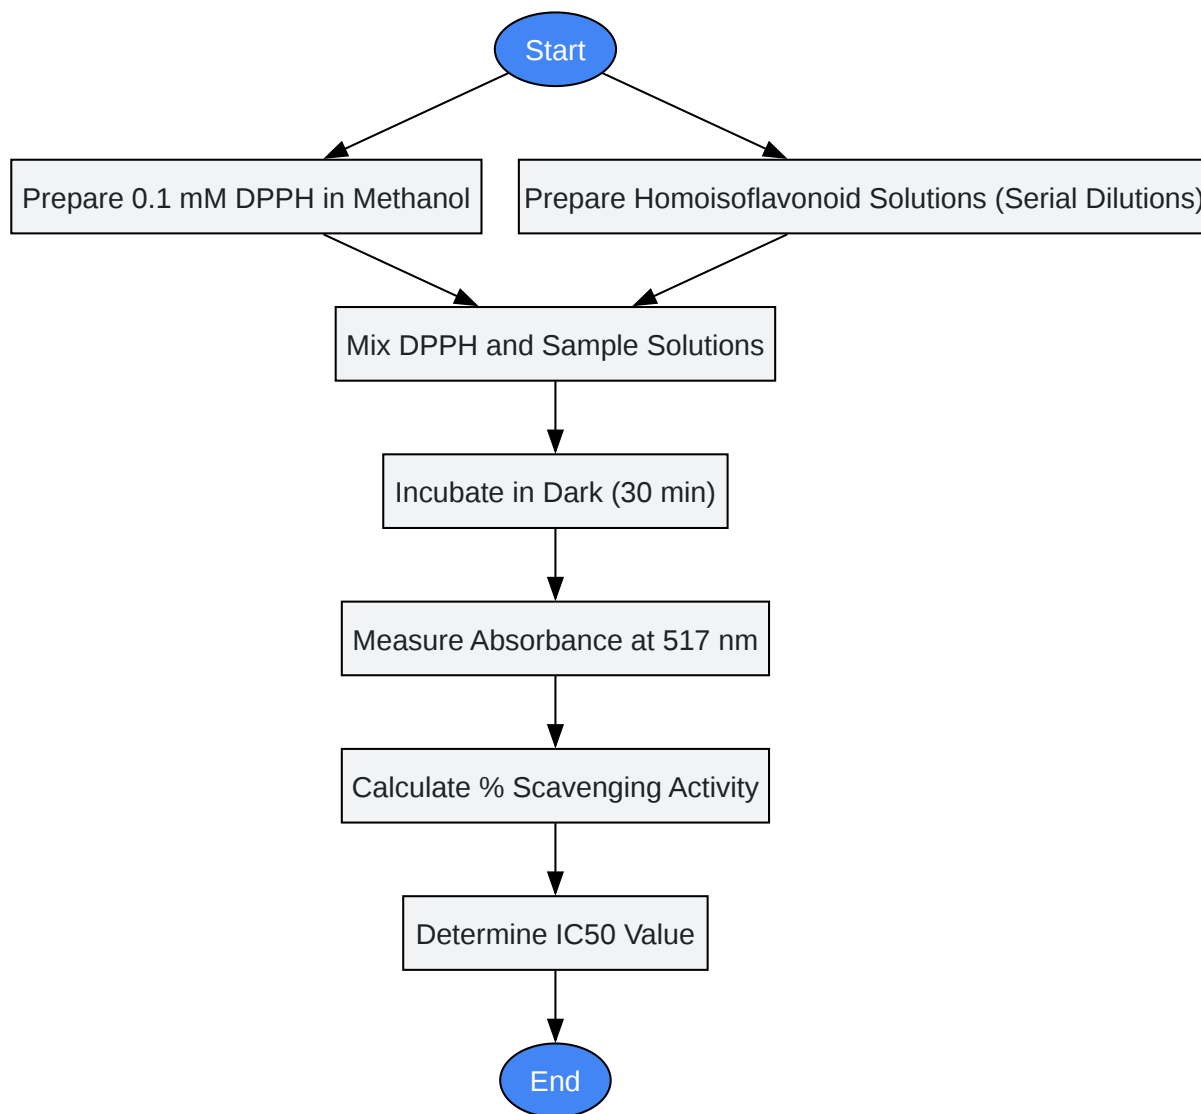 Start
Prepare 0.1 mM DPPH in Methanol
Prepare Homoisoflavonoid Solutions (Serial Dilutions)
Mix DPPH and Sample Solutions
Incubate in Dark (30 min)
Measure Absorbance at 517 nm
Calculate % Scavenging Activity
Determine IC50 Value
End